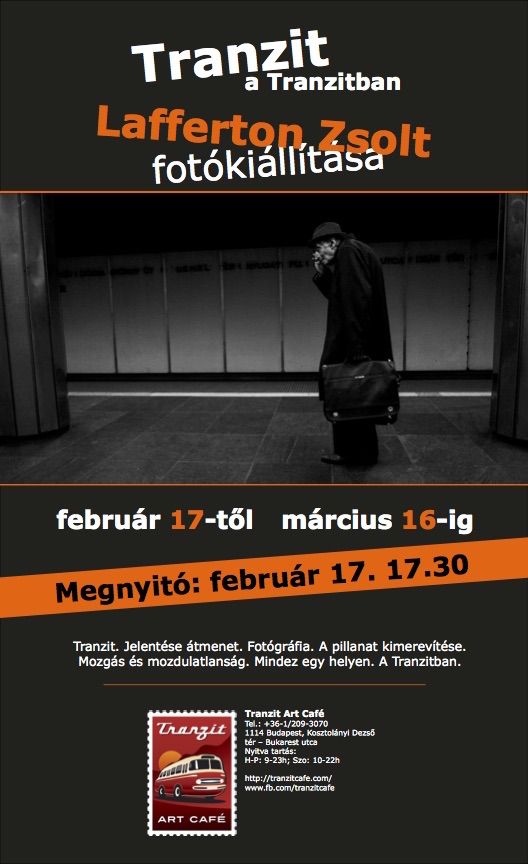 Tranzit
a Tranzitban
Lafferton Zsolt
fotókiállítása
február 17-től március 16-ig
Megnyitó: február 17. 17.30
Tranzit. Jelentése átmenet. Fotógráfia. A pillanat kimerevítése.
Mozgás és mozdulatlanság. Mindez egy helyen. A Tranzitban.
Tranzit
ART CAFÉ
Tranzit Art Café
Tel.: +36-1/209-3070
1114 Budapest, Kosztolányi Dezső
tér – Bukarest utca
Nyitva tartás:
H-P: 9-23h; Szo: 10-22h
http://tranzitcafe.com/
www.fb.com/tranzitcafe